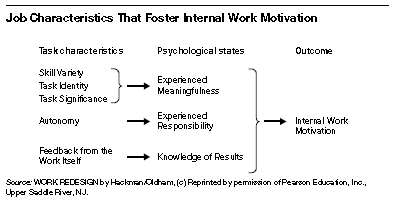 Job Characteristics That Foster Internal Work Motivation
Task characteristics Psychological states Outcome
Skill Variety
Task Identity
Task Significance
Experienced
Meaningfulness
Autonomy
Experienced
Responsibility
Internal Work
Motivation
Feedback from the
Work Itself
Knowledge of Results
Source: WORK REDESIGN by Hackman/Oldham, (c) Reprinted by permission of Pearson Education, Inc.,
Upper Saddle River, NJ.